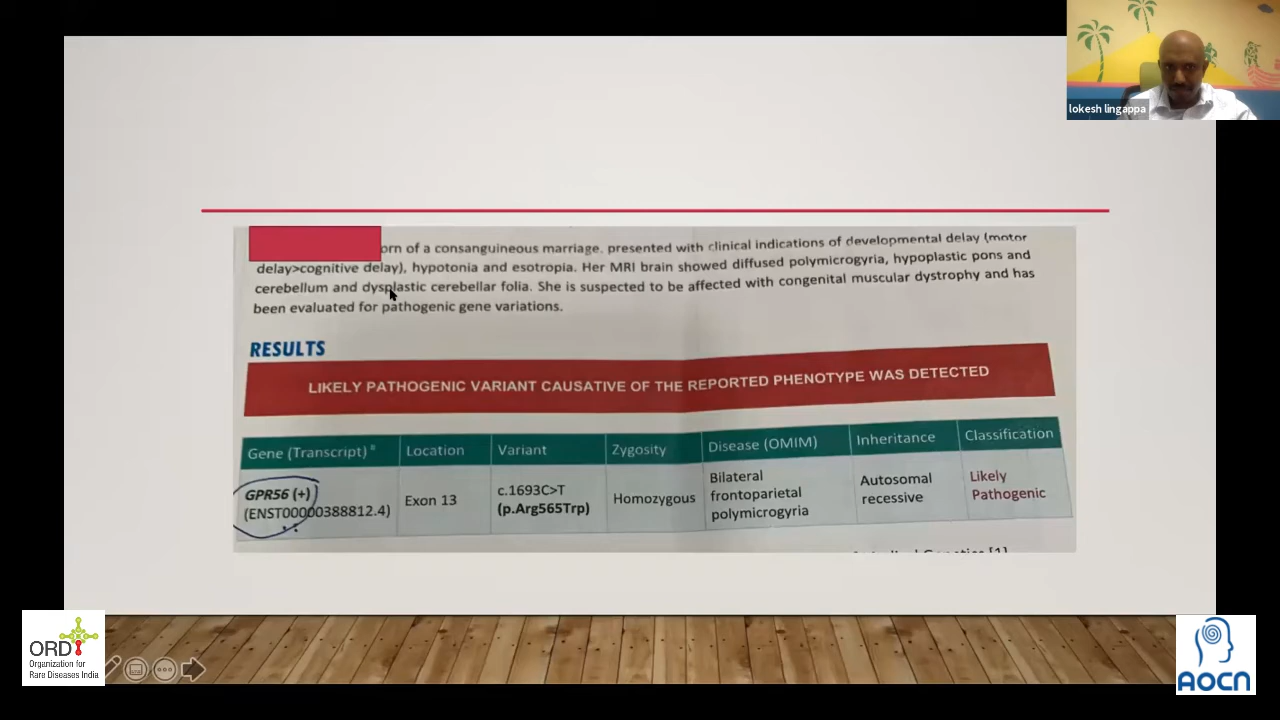 lokesh lingappa
orn of a consanguineous marriage. presented with clinical indications of developmental delay (motor
delay>cognitive delay), hypotonia and esotropia. Her MRI brain showed diffused polymicrogyria, hypoplastic pons and
cerebellum and dysplastic cerebellar folia. She is suspected to be affected with congenital muscular dystrophy and has
been evaluated for pathogenic gene variations.
RESULTS
LIKELY PATHOGENIC VARIANT CAUSATIVE OF THE REPORTED PHENOTYPE WAS DETECTED
Gene (Transcript) # Location Variant Zygosity Disease (OMIM) Inheritance Classification
GPR56 (+)
(ENST00000388812.4)
Exon 13
c.1693C>T
(p.Arg565Trp)
Homozygous
Bilateral
frontoparietal
polymicrogyria
Autosomal
recessive
Likely
Pathogenic
ORDI
Organization for
Rare Diseases India
AOCN